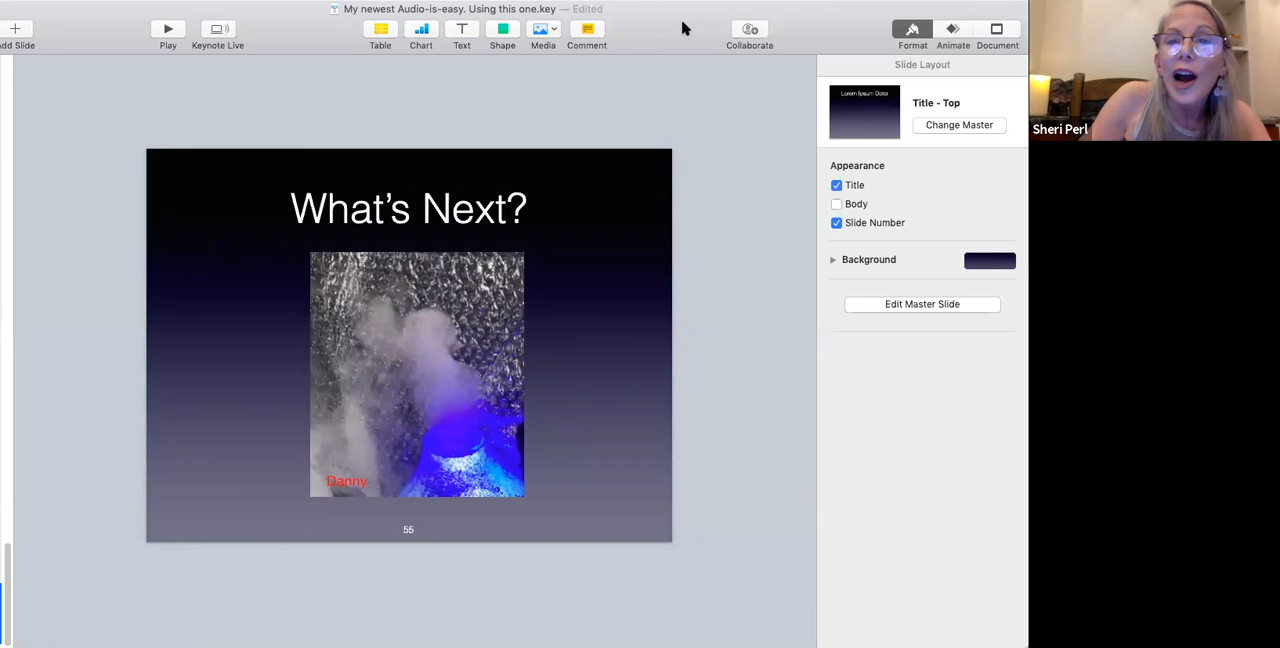 My newest Audio-is-easy. Using this one.key — Edited
Add Slide
Play
Keynote Live
Table
Chart
Text
Shape
Media
Comment
Collaborate
Format
Animate
Document
Slide Layout
Lorem Ipsum Dolor
Title - Top
Change Master
Appearance
Title
Body
Slide Number
Background
Edit Master Slide
What's Next?
Danny
55
Sheri Perl